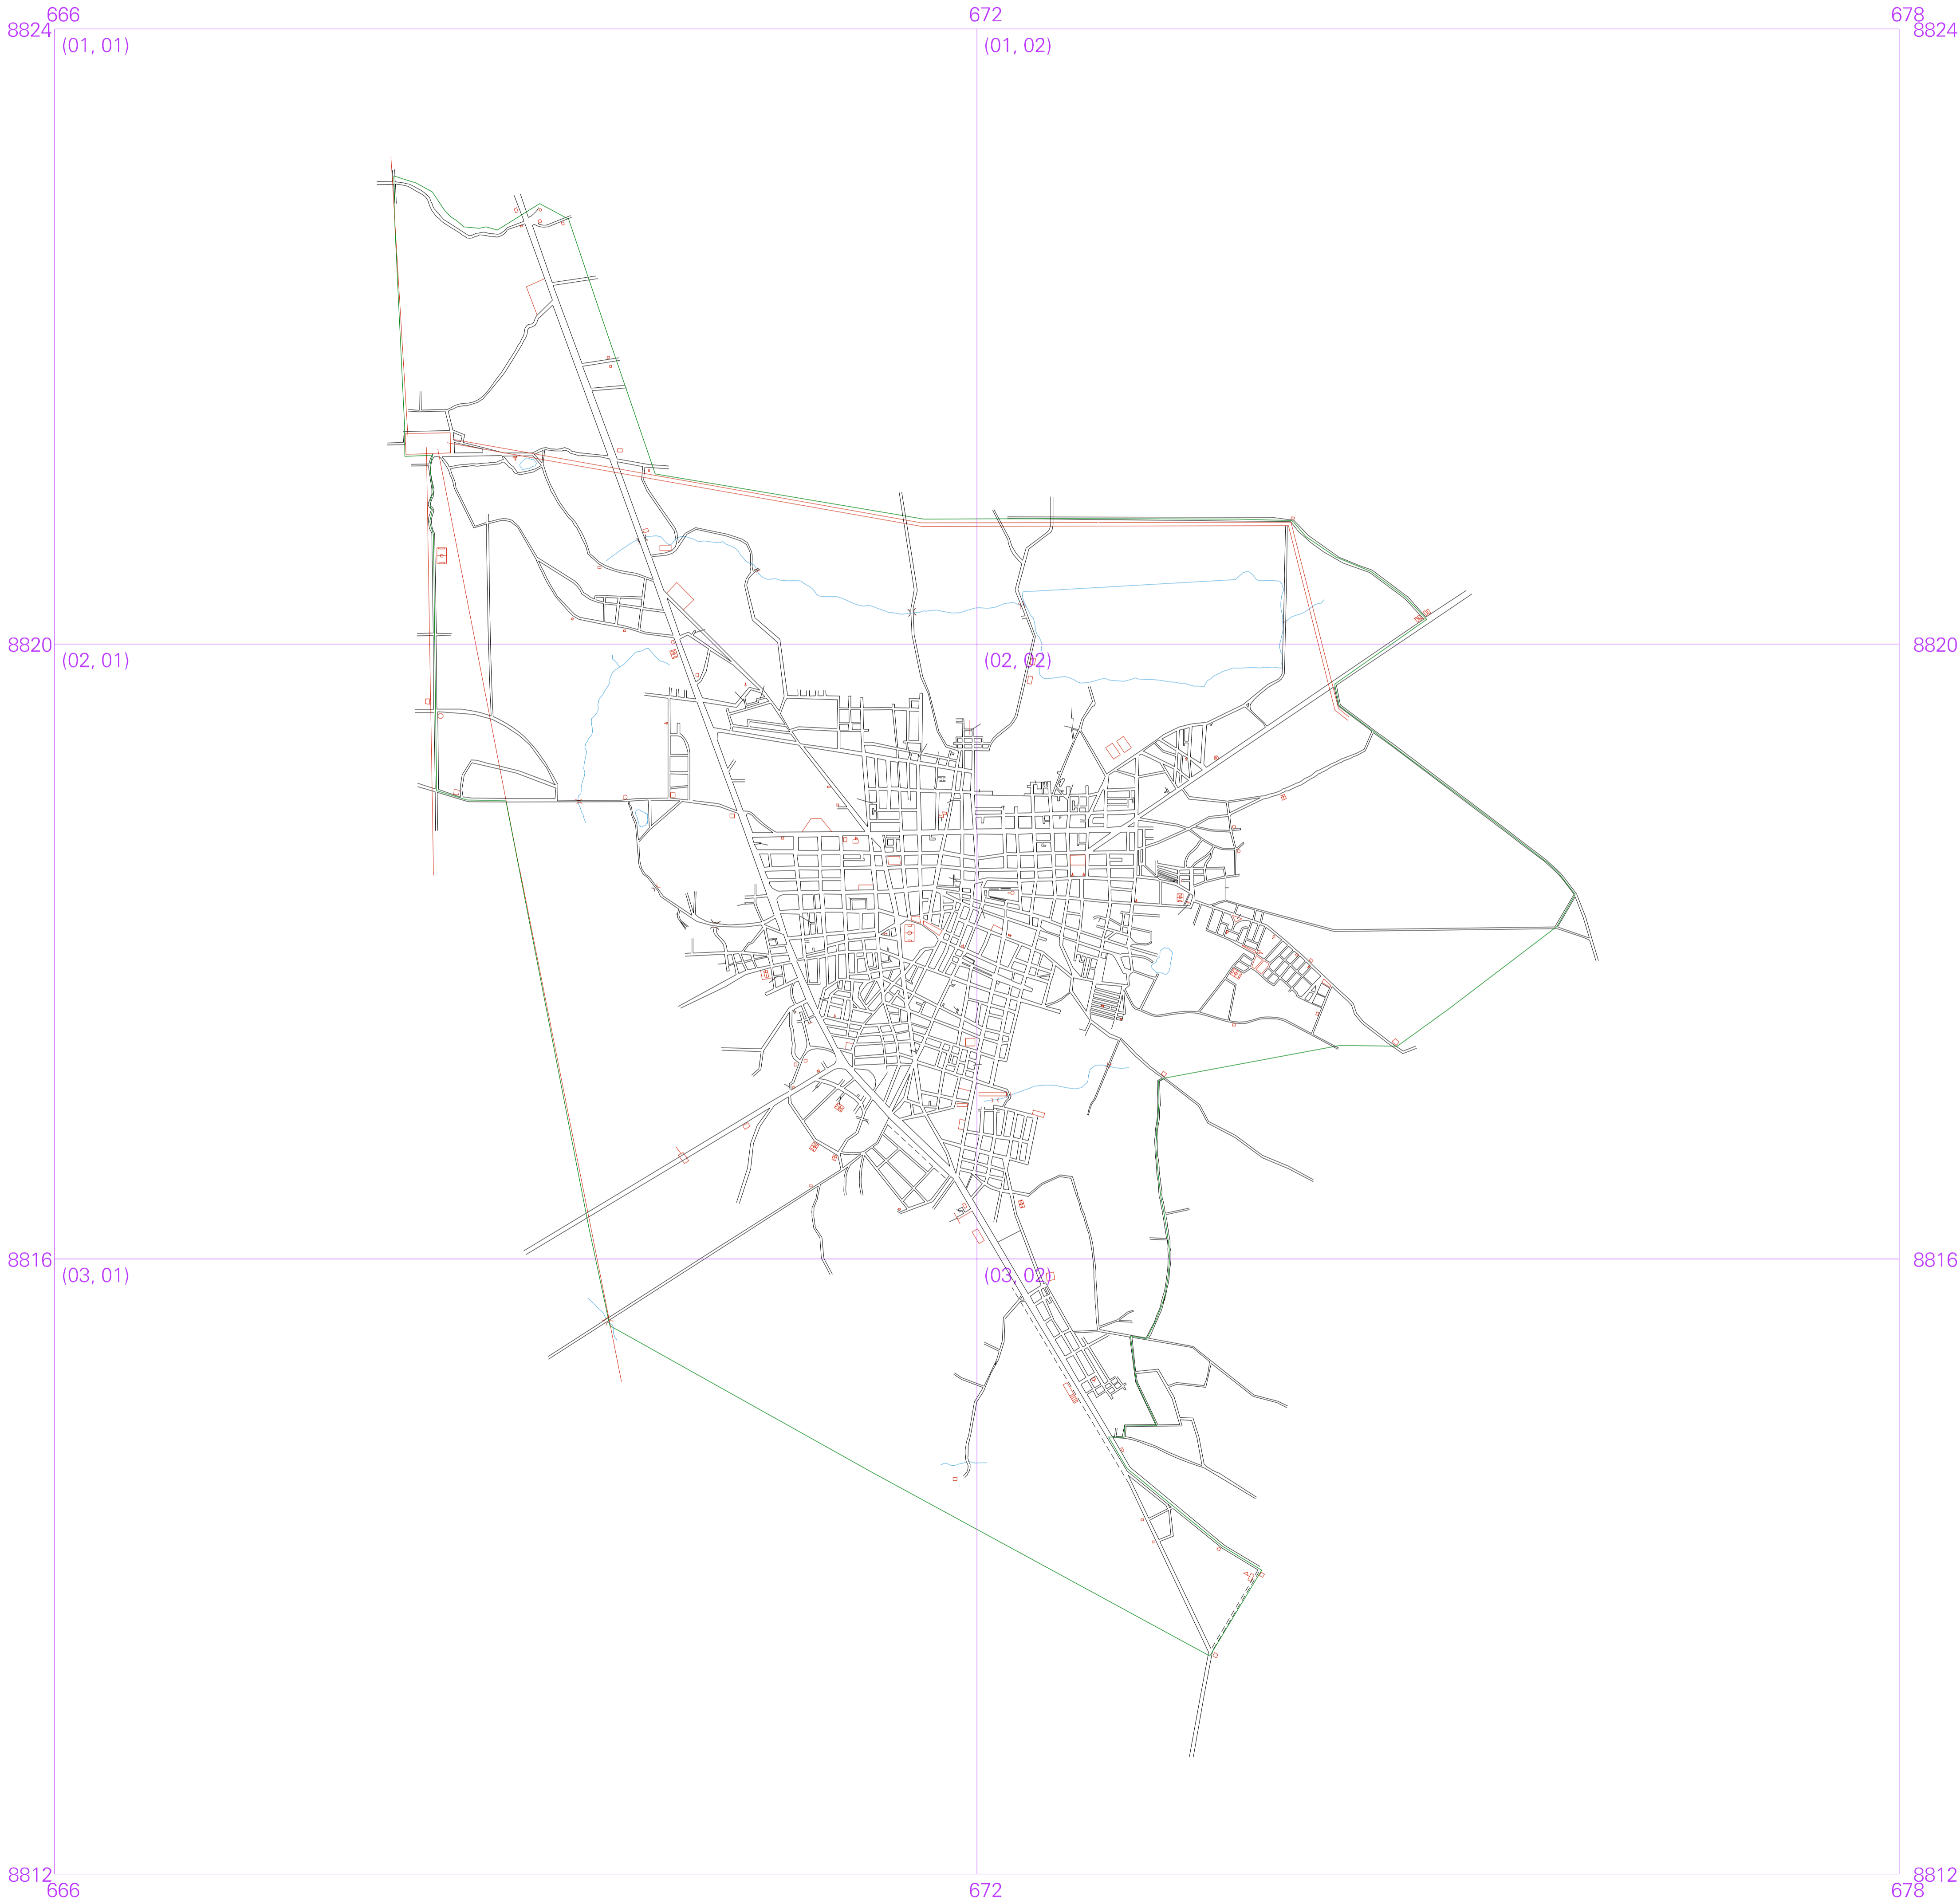 666 672 678
8824 8824
(01, 01) (01, 02)
8820 8820
(02, 01) (02, 02)
8816 8816
(03, 01) (03, 02)
8812 8812
666 672 678